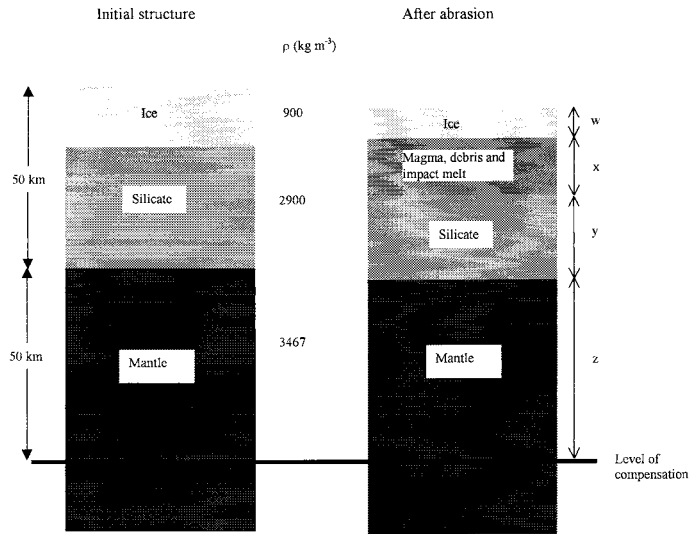 Initial structure
After abrasion
ρ (kg m⁻³)
Ice
900
50 km
Silicate
2900
Mantle
3467
50 km
Ice
w
Magma, debris and
impact melt
x
Silicate
y
Mantle
z
Level of
compensation